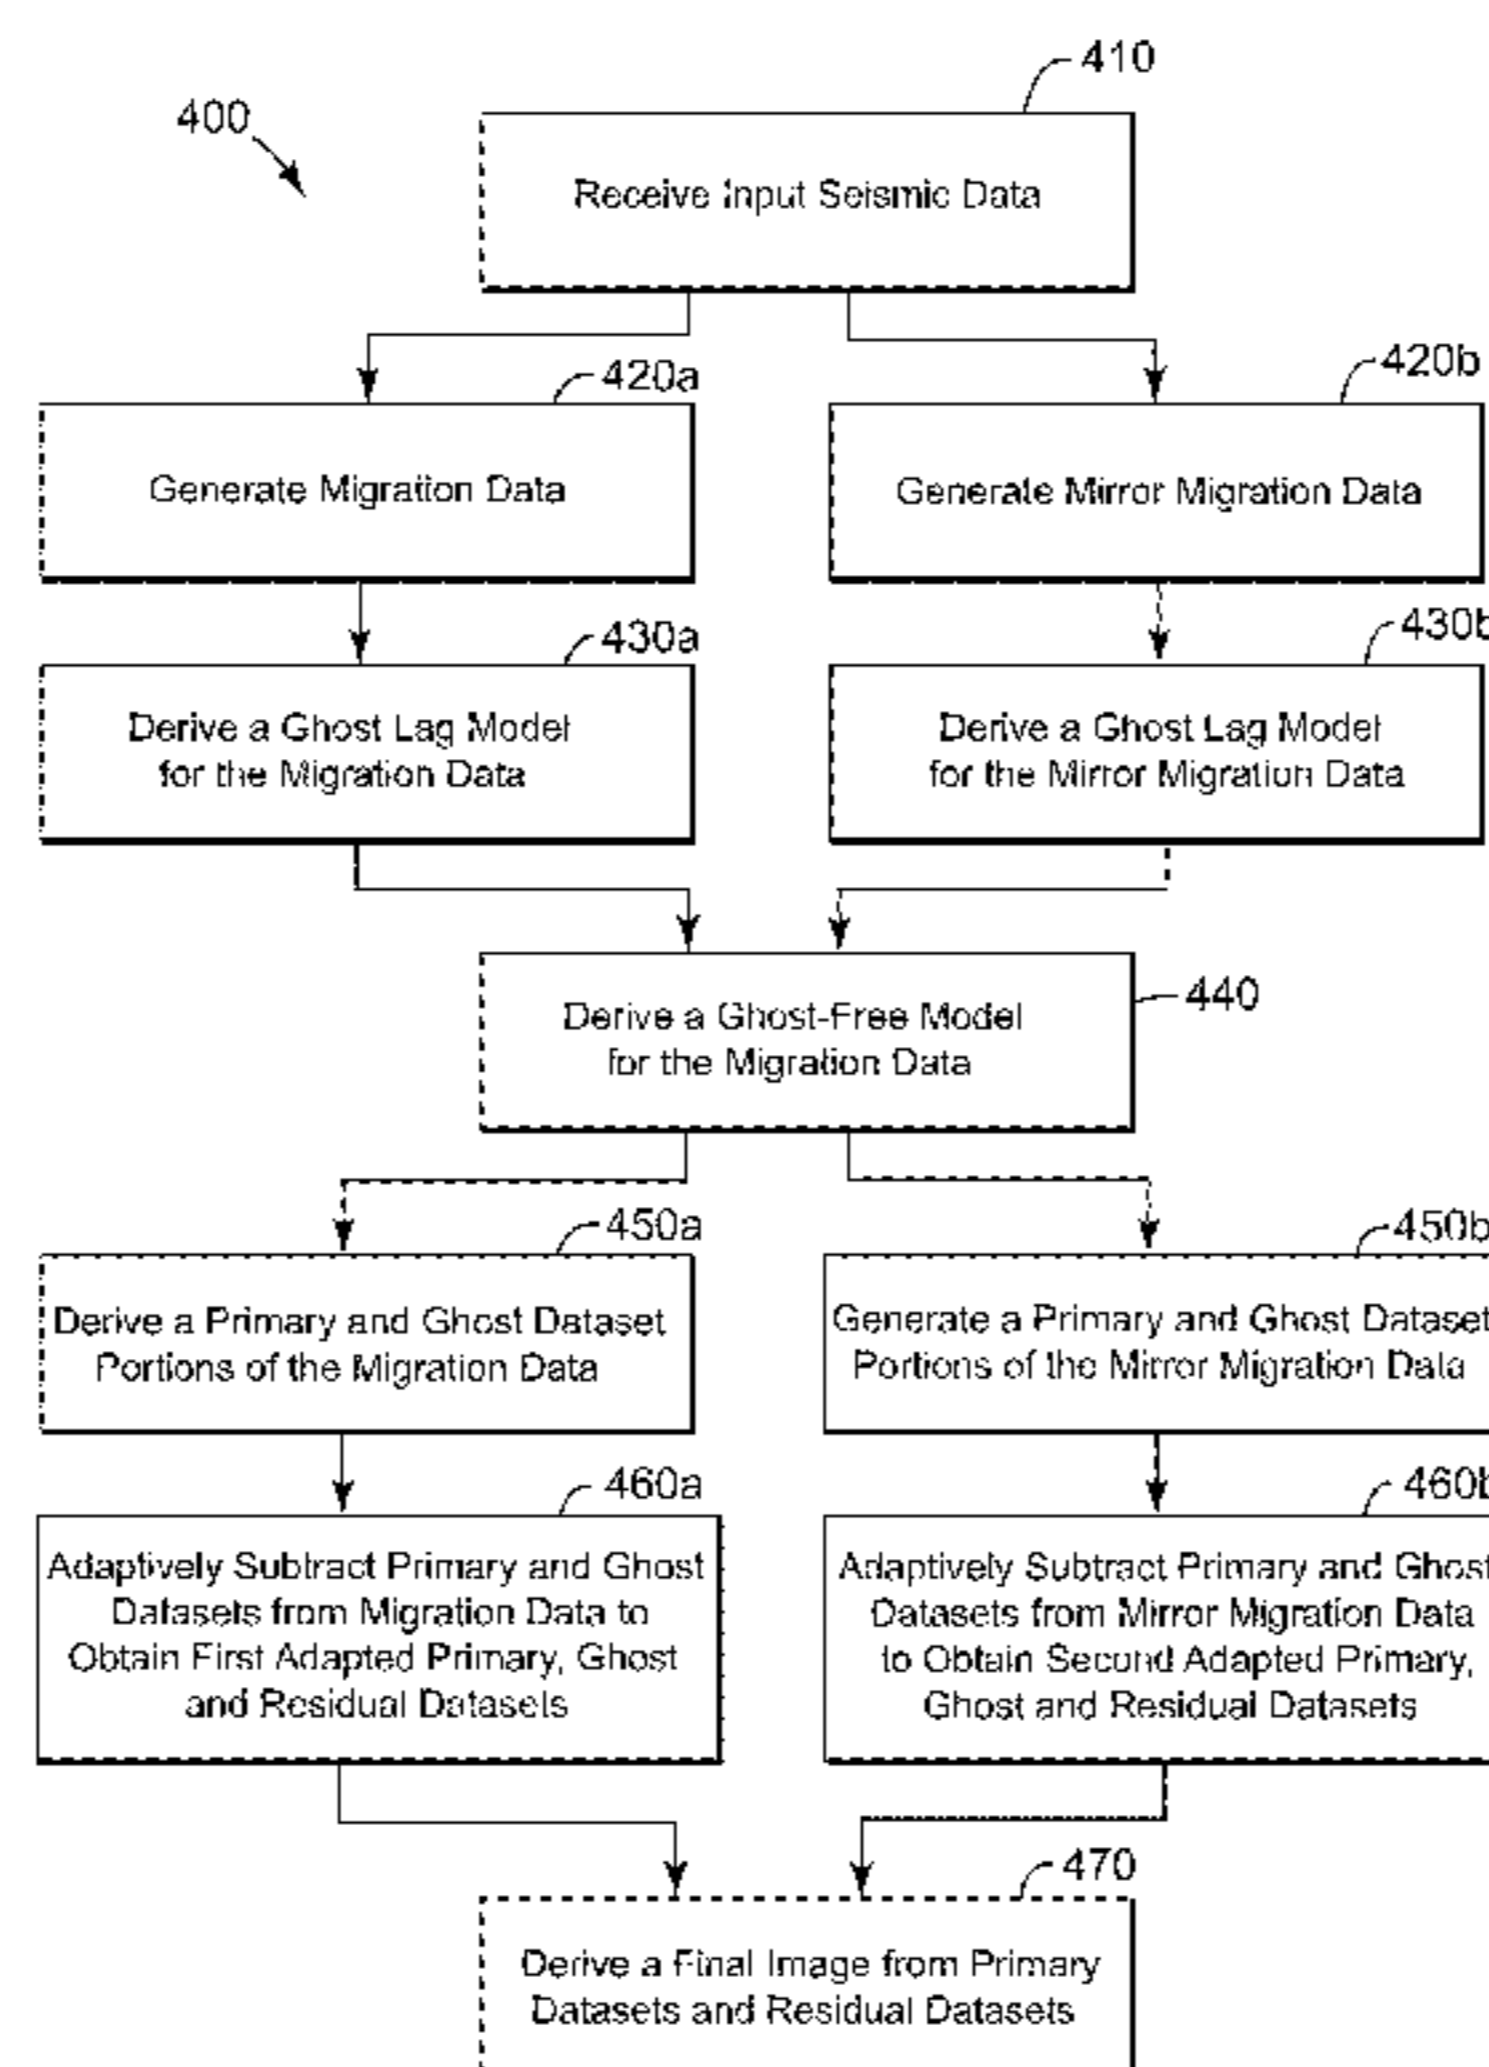 410
400
Receive Input Seismic Data
420a
420b
Generate Migration Data
Generate Mirror Migration Data
430a
430b
Derive a Ghost Lag Model
for the Migration Data
Derive a Ghost Lag Model
for the Mirror Migration Data
Derive a Ghost-Free Model
for the Migration Data
440
450a
450b
Derive a Primary and Ghost Dataset
Portions of the Migration Data
Generate a Primary and Ghost Dataset
Portions of the Mirror Migration Data
460a
460b
Adaptively Subtract Primary and Ghost
Datasets from Migration Data to
Obtain First Adapted Primary, Ghost
and Residual Datasets
Adaptively Subtract Primary and Ghost
Datasets from Mirror Migration Data
to Obtain Second Adapted Primary,
Ghost and Residual Datasets
470
Derive a Final Image from Primary
Datasets and Residual Datasets